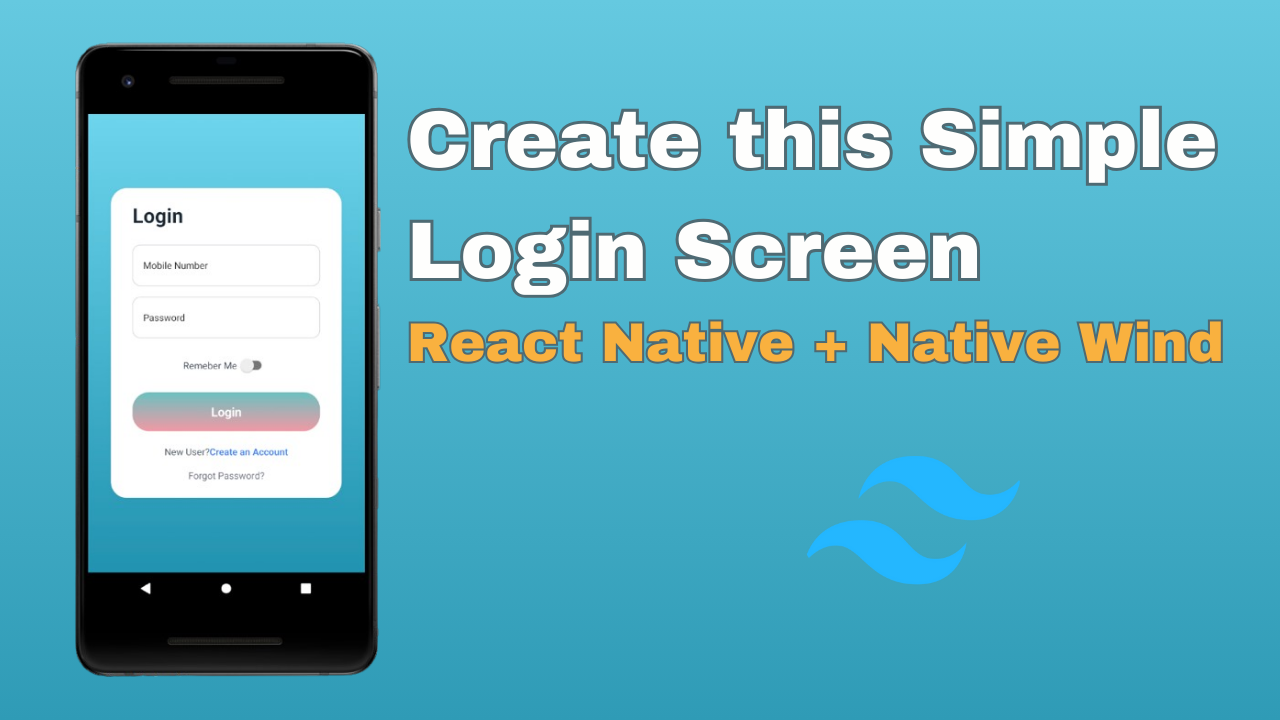 Create this Simple
Login Screen
React Native + Native Wind
Login
Mobile Number
Password
Remeber Me
Login
New User?Create an Account
Forgot Password?